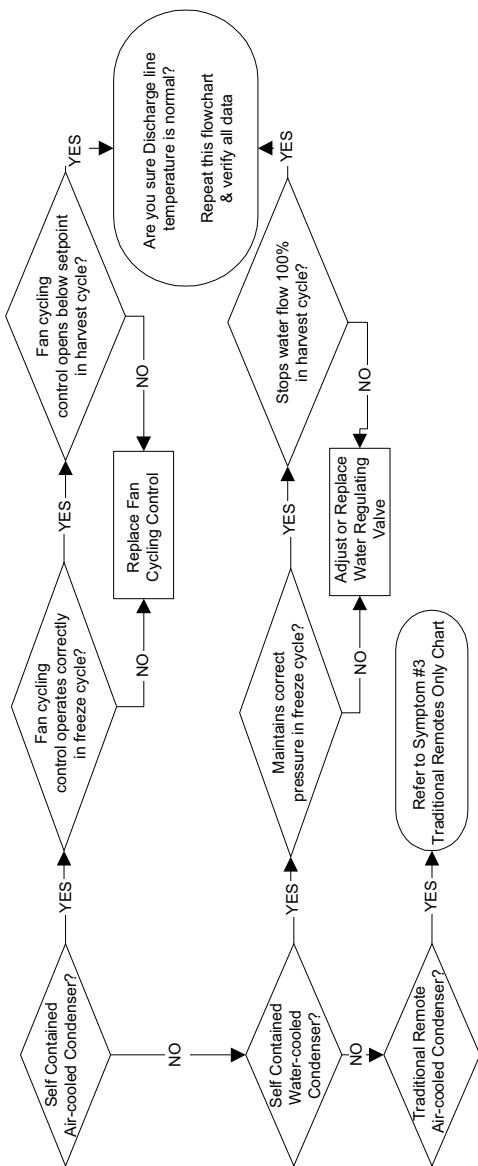 Self Contained
Air-cooled Condenser?
YES
Fan cycling
control operates correctly
in freeze cycle?
YES
Fan cycling
control opens below setpoint
in harvest cycle?
YES
NO
Replace Fan
Cycling Control
NO
Are you sure Discharge line
temperature is normal?
Repeat this flowchart
& verify all data
NO
Self Contained
Water-cooled
Condenser?
YES
Maintains correct
pressure in freeze cycle?
YES
Stops water flow 100%
in harvest cycle?
YES
NO
Adjust or Replace
Water Regulating
Valve
NO
NO
Traditional Remote
Air-cooled Condenser?
YES
Refer to Symptom #3
Traditional Remotes Only Chart